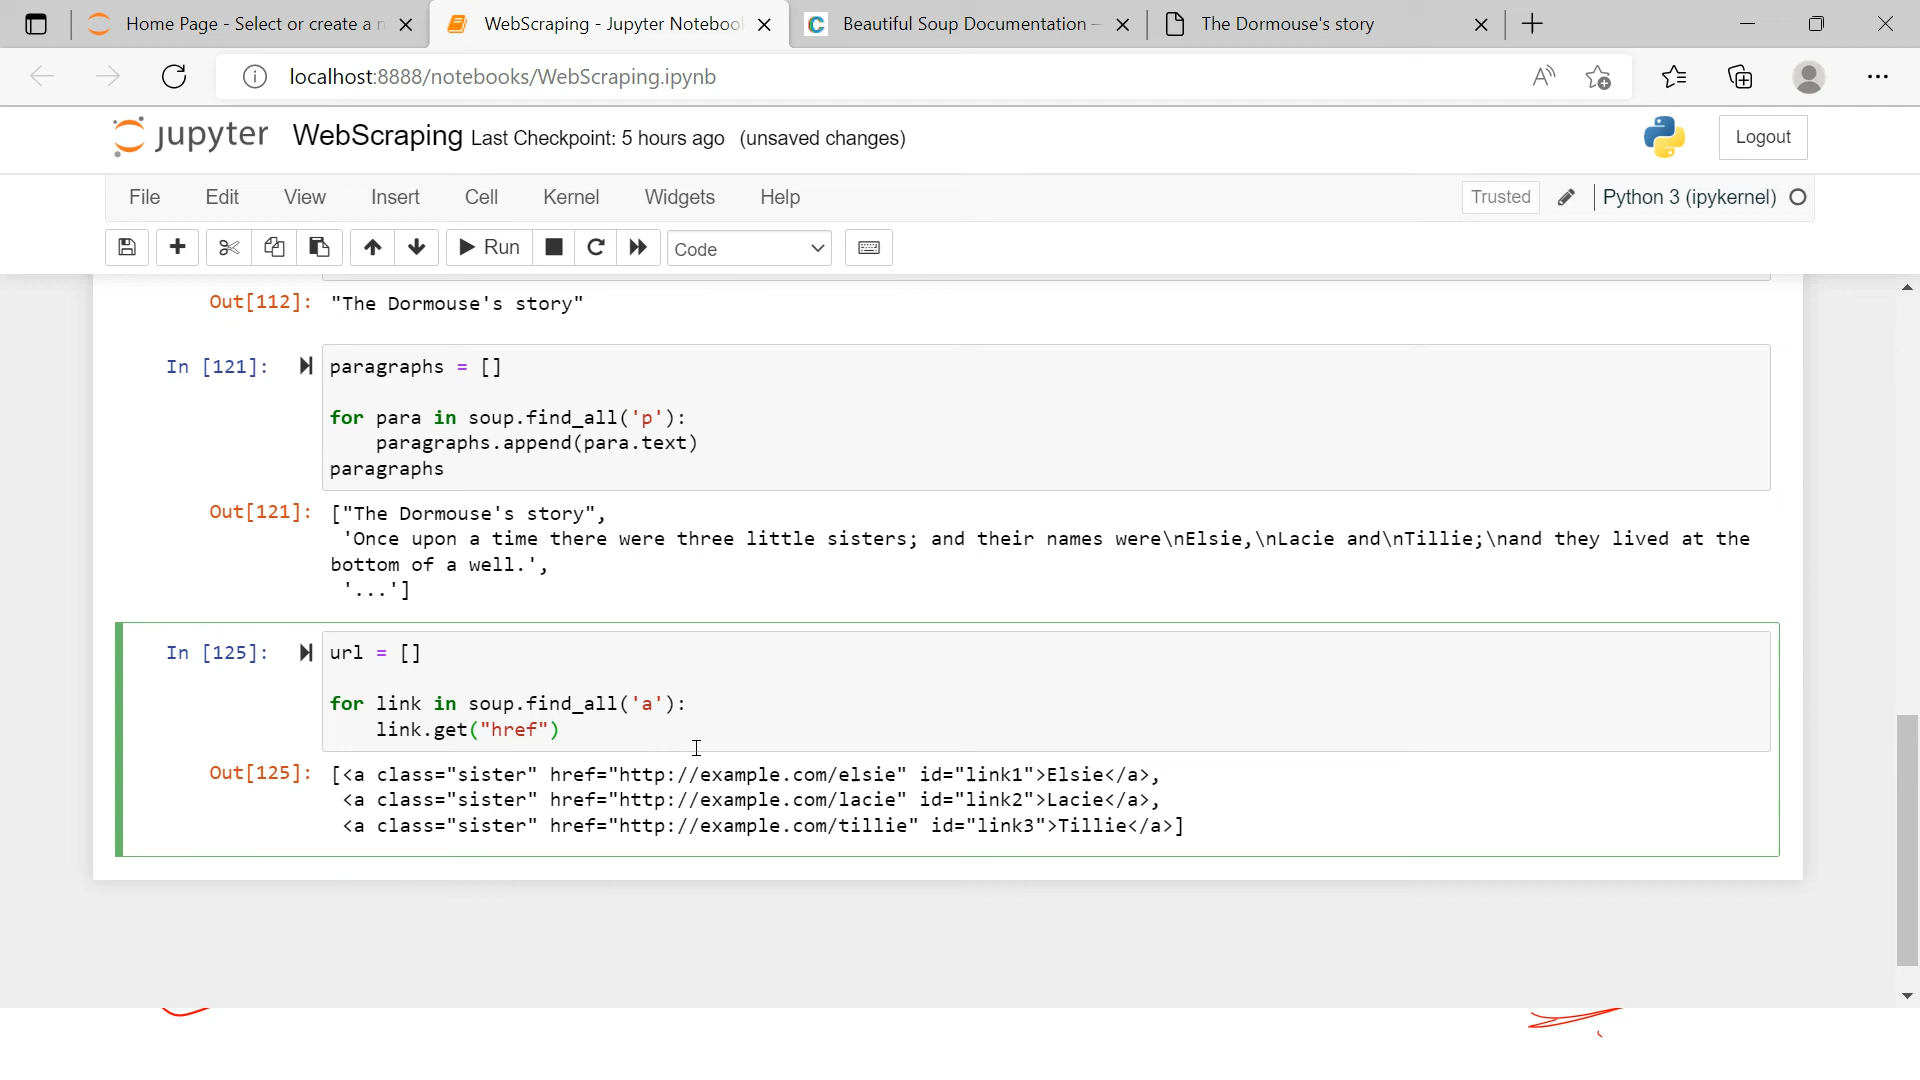 Home Page - Select or create a n
WebScraping - Jupyter Noteboo
Beautiful Soup Documentation —
The Dormouse's story
localhost:8888/notebooks/WebScraping.ipynb
jupyter WebScraping Last Checkpoint: 5 hours ago (unsaved changes)
Logout
File Edit View Insert Cell Kernel Widgets Help
Trusted Python 3 (ipykernel)
Run Code
Out[112]: "The Dormouse's story"
In [121]: paragraphs = []
for para in soup.find_all('p'):
paragraphs.append(para.text)
paragraphs
Out[121]: ["The Dormouse's story",
'Once upon a time there were three little sisters; and their names were\nElsie,\nLacie and\nTillie;\nand they lived at the
bottom of a well.',
'...']
In [125]: url = []
for link in soup.find_all('a'):
link.get("href")
Out[125]: [<a class="sister" href="http://example.com/elsie" id="link1">Elsie</a>,
<a class="sister" href="http://example.com/lacie" id="link2">Lacie</a>,
<a class="sister" href="http://example.com/tillie" id="link3">Tillie</a>]